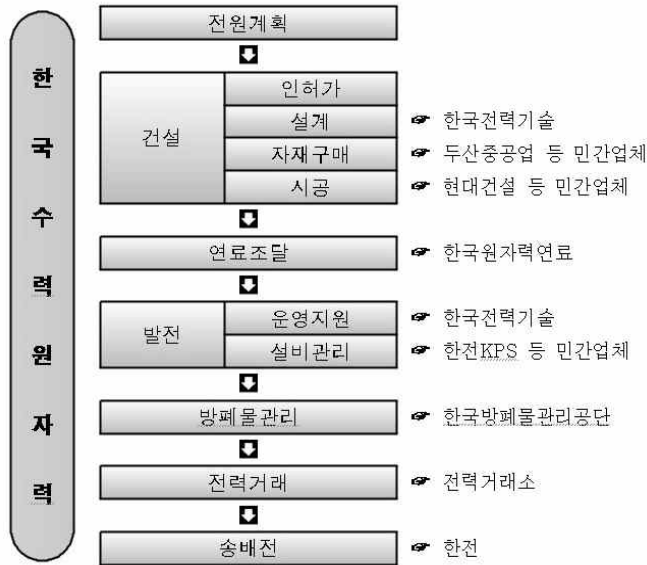 한국수력원자력
전원계획
건설
인허가
설계 ☞ 한국전력기술
자재구매 ☞ 두산중공업 등 민간업체
시공 ☞ 현대건설 등 민간업체
연료조달 ☞ 한국원자력연료
발전
운영지원 ☞ 한국전력기술
설비관리 ☞ 한전KPS 등 민간업체
방폐물관리 ☞ 한국방폐물관리공단
전력거래 ☞ 전력거래소
송배전 ☞ 한전